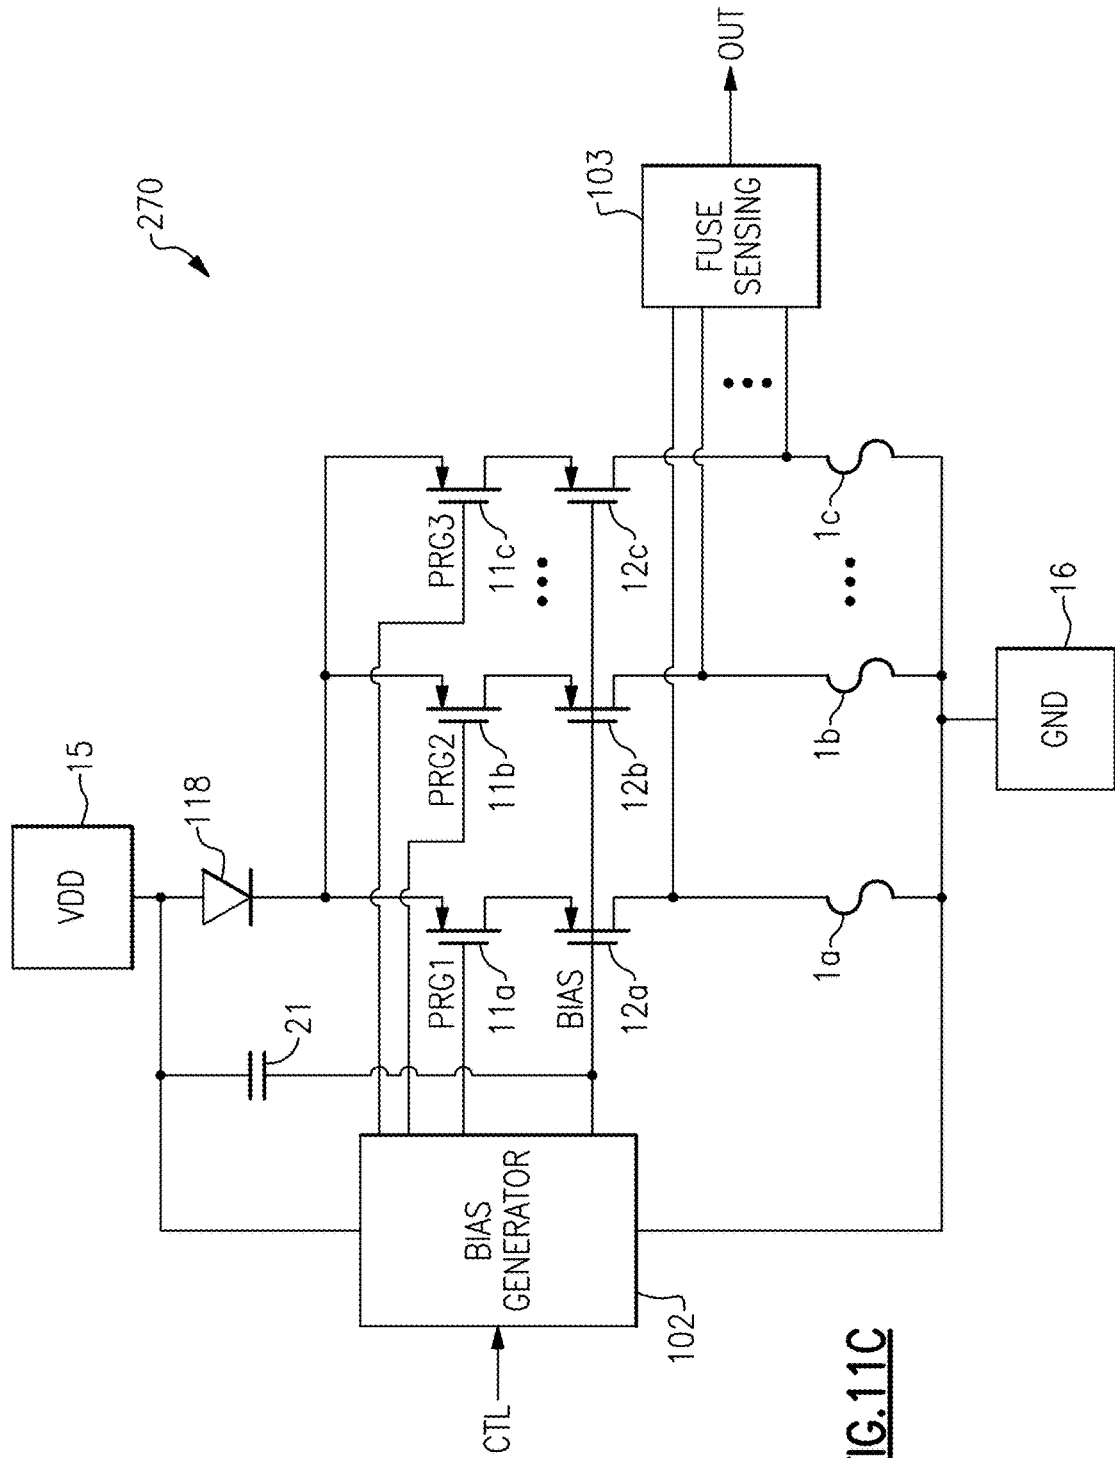 270
VDD
15
118
21
PRG1
PRG2
PRG3
11a
11b
11c
BIAS
12a
12b
12c
CTL
BIAS
GENERATOR
102
FUSE
SENSING
103
OUT
1a
1b
1c
GND
16
FIG.11C